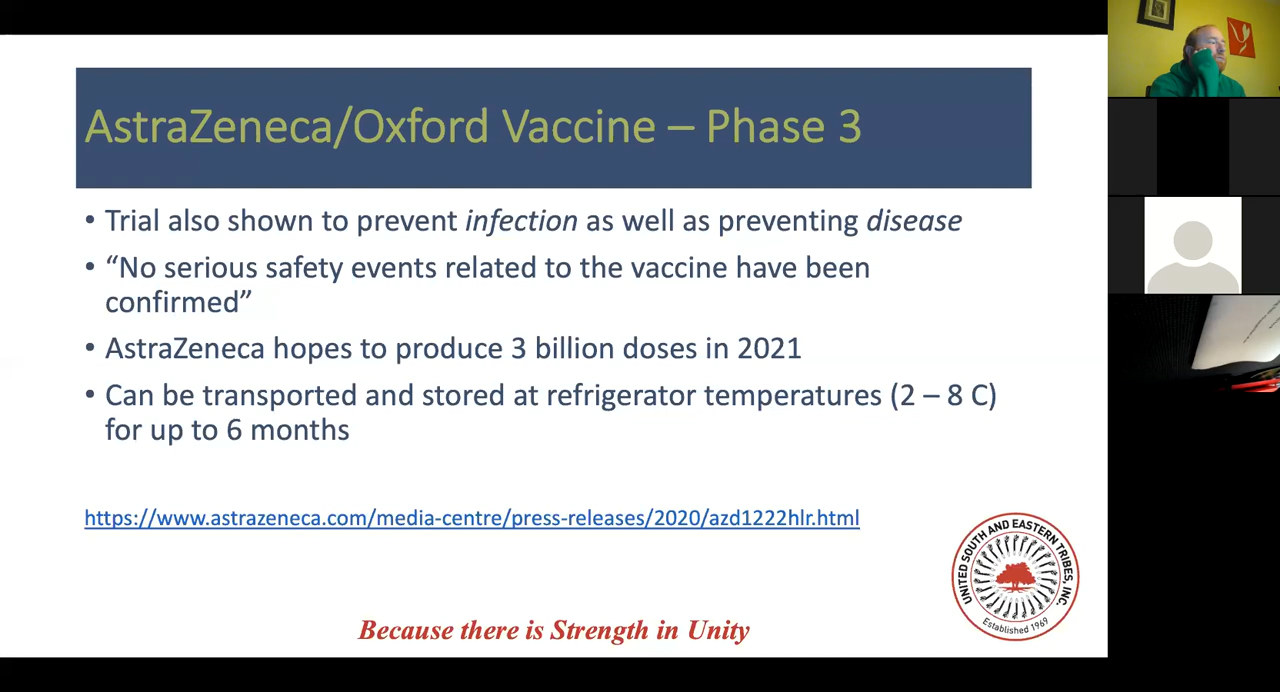 AstraZeneca/Oxford Vaccine – Phase 3
• Trial also shown to prevent infection as well as preventing disease
• “No serious safety events related to the vaccine have been
confirmed”
• AstraZeneca hopes to produce 3 billion doses in 2021
• Can be transported and stored at refrigerator temperatures (2 – 8 C)
for up to 6 months
https://www.astrazeneca.com/media-centre/press-releases/2020/azd1222hlr.html
UNITED SOUTH AND EASTERN TRIBES, INC.
Established 1969
Because there is Strength in Unity